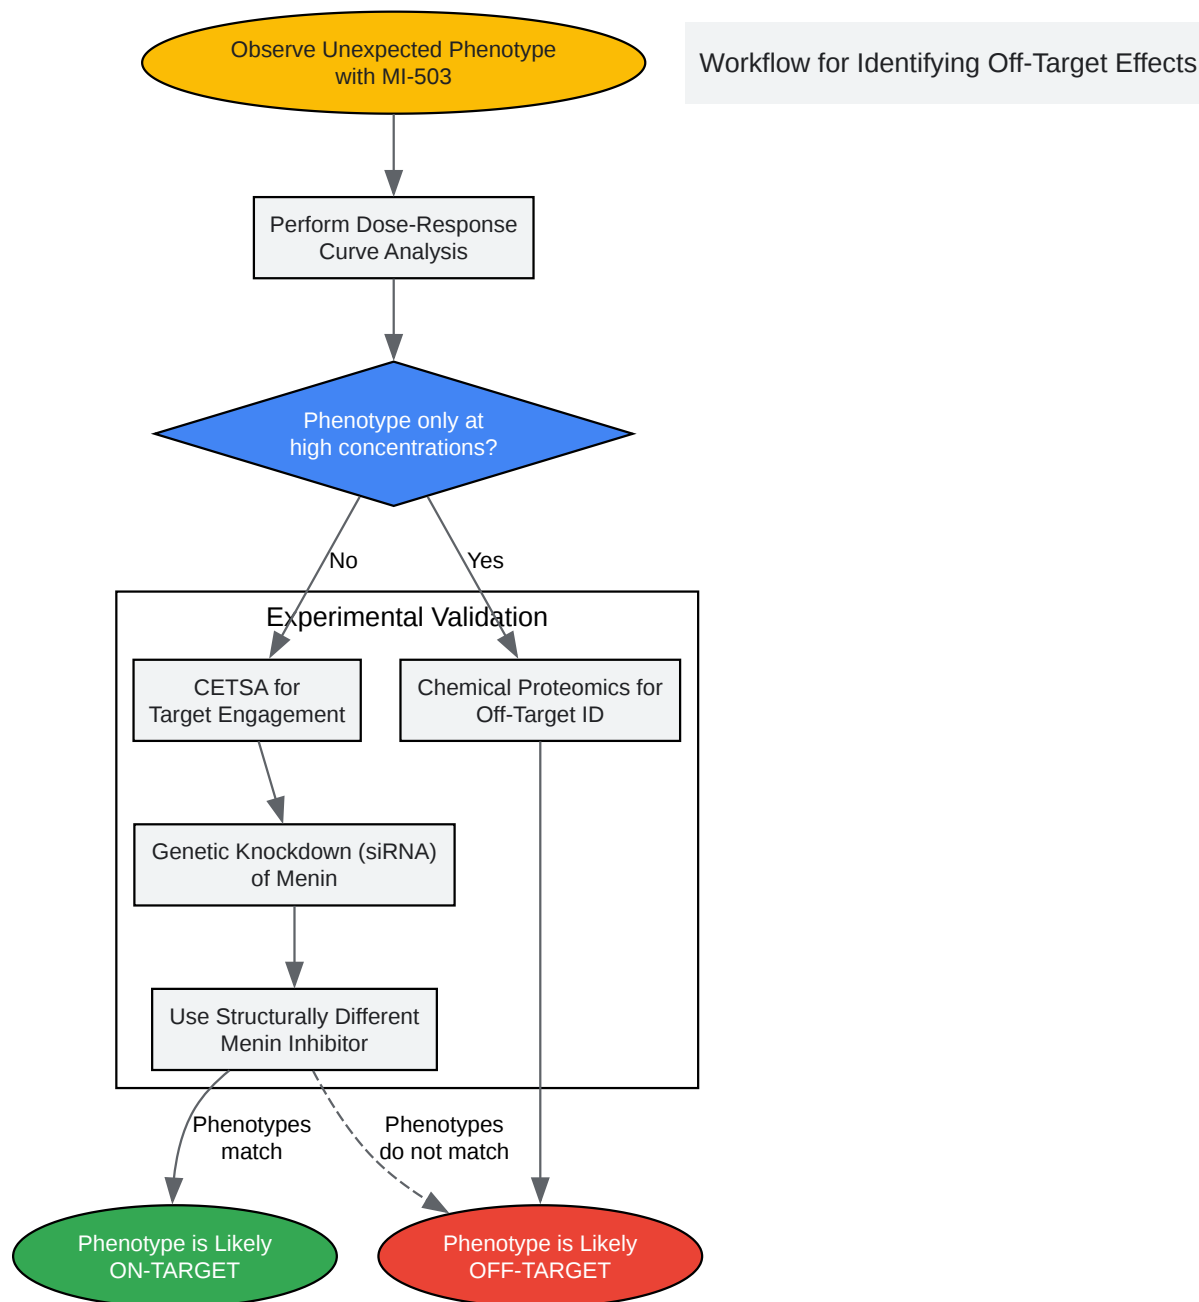 Observe Unexpected Phenotype
with MI-503
Workflow for Identifying Off-Target Effects
Perform Dose-Response
Curve Analysis
Phenotype only at
high concentrations?
No
Yes
Experimental Validation
CETSA for
Target Engagement
Chemical Proteomics for
Off-Target ID
Genetic Knockdown (siRNA)
of Menin
Use Structurally Different
Menin Inhibitor
Phenotypes
match
Phenotypes
do not match
Phenotype is Likely
ON-TARGET
Phenotype is Likely
OFF-TARGET